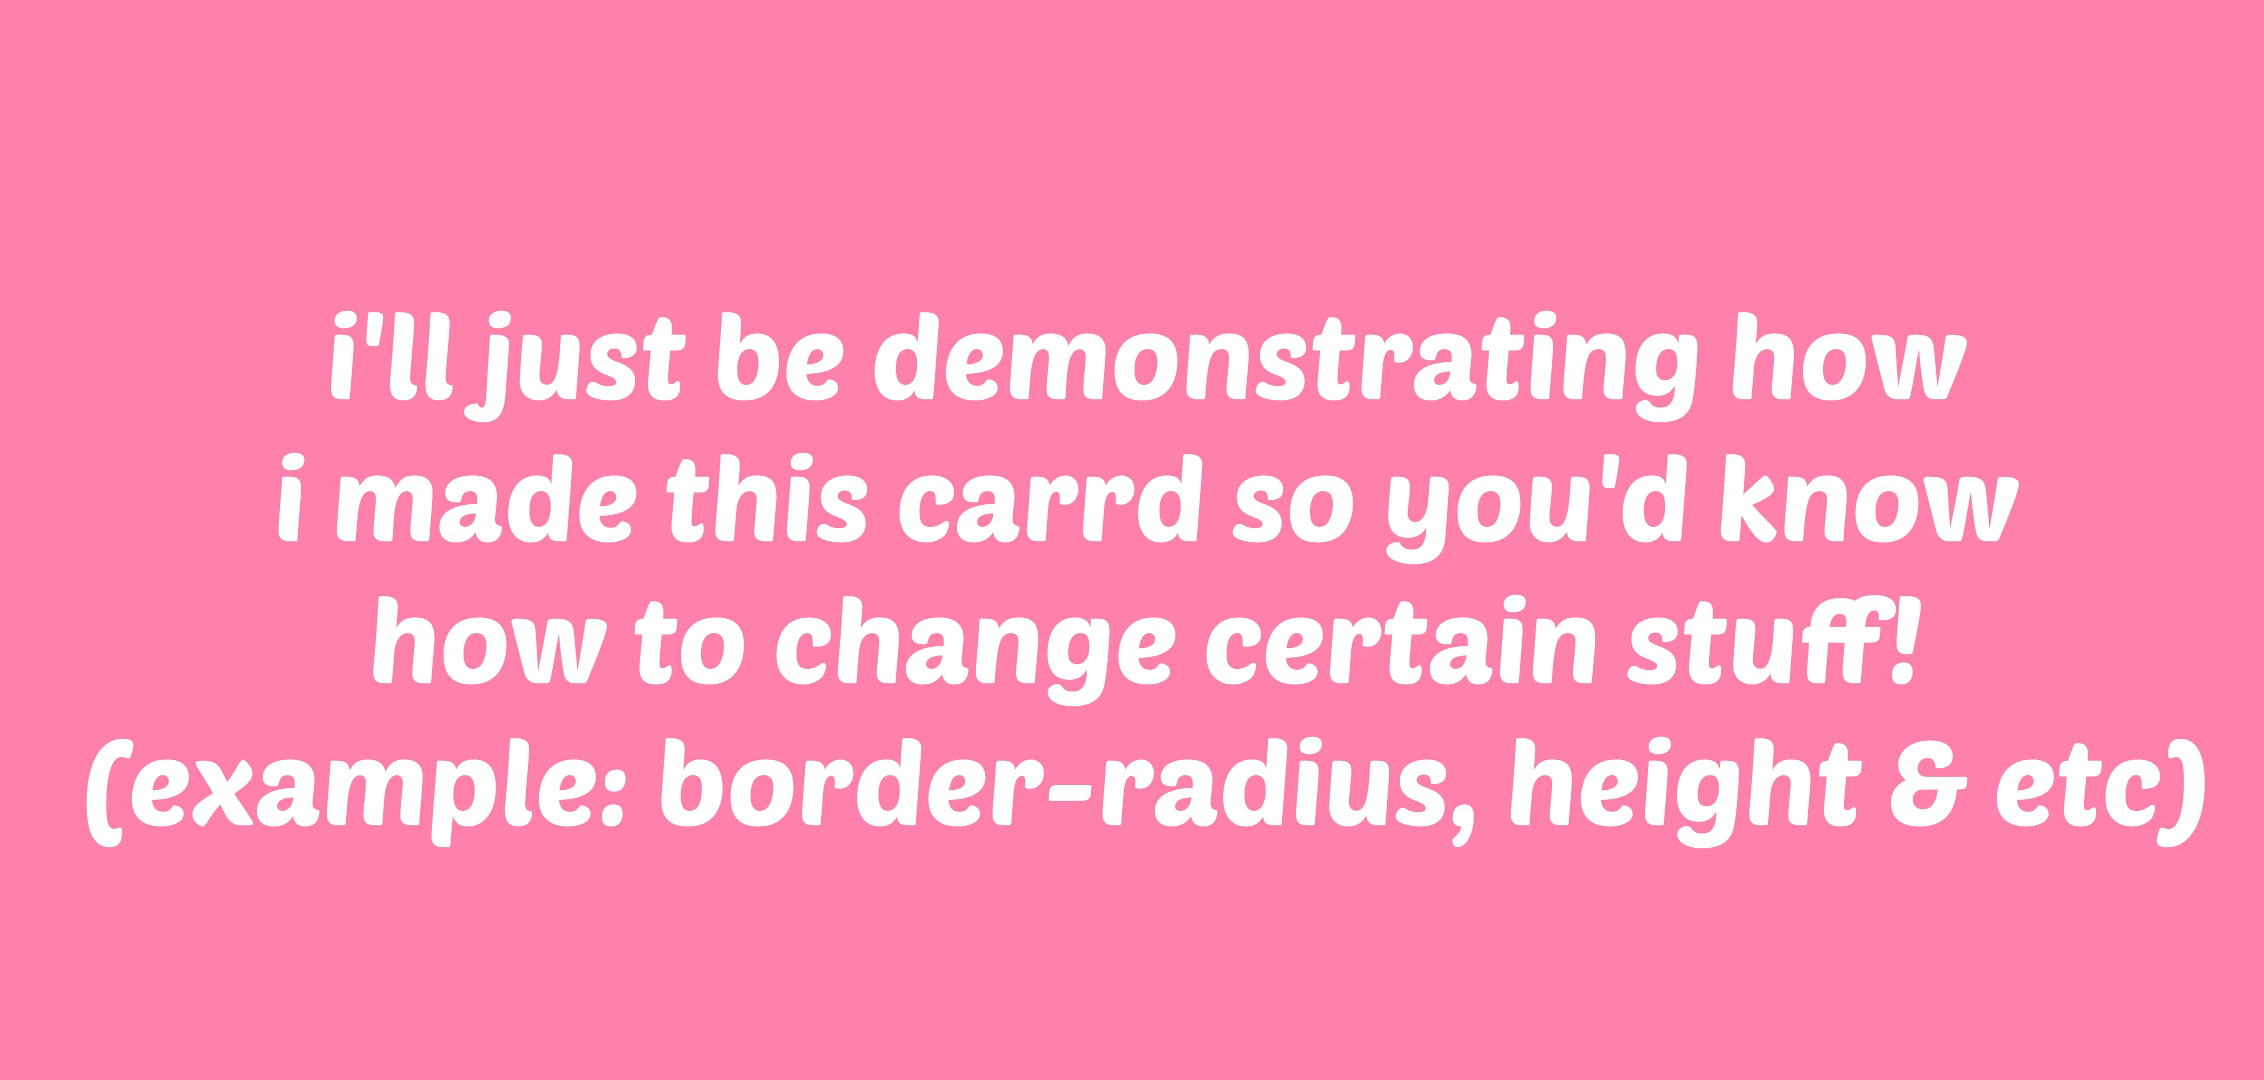 i'll just be demonstrating how
i made this carrd so you'd know
how to change certain stuff!
(example: border-radius, height & etc)